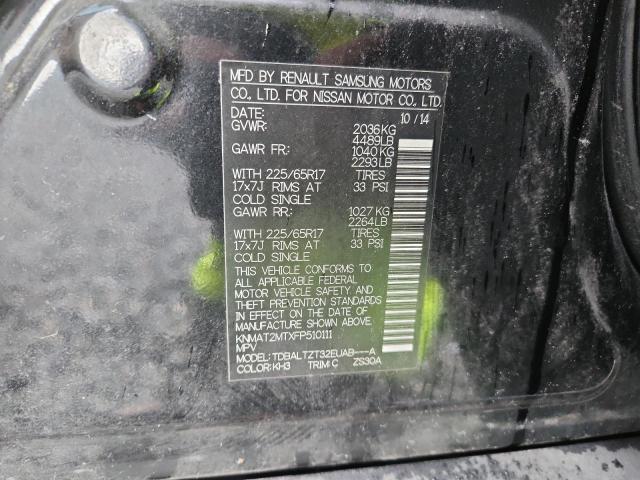 MFD BY RENAULT SAMSUNG MOTORS
CO., LTD. FOR NISSAN MOTOR CO., LTD.
DATE: 10 / 14
GVWR: 2036 KG
4489LB
GAWR FR: 1040 KG
2293LB
WITH 225/65R17 TIRES
17x7J RIMS AT 33 PSI
COLD SINGLE
GAWR RR: 1027 KG
2264LB
WITH 225/65R17 TIRES
17x7J RIMS AT 33 PSI
COLD SINGLE
THIS VEHICLE CONFORMS TO
ALL APPLICABLE FEDERAL
MOTOR VEHICLE SAFETY AND
THEFT PREVENTION STANDARDS
IN EFFECT ON THE DATE OF
MANUFACTURE SHOWN ABOVE.
KNMAT2MTXFP510111
MPV
MODEL: TDBALTZT32EUAB---A
COLOR: KH3 TRIM: C ZS30A